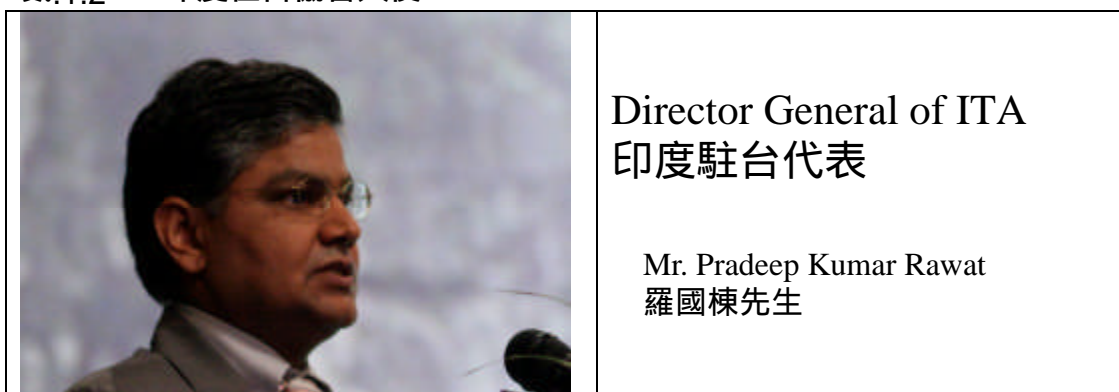 Director General of ITA
印度駐台代表
Mr. Pradeep Kumar Rawat
羅國棟先生